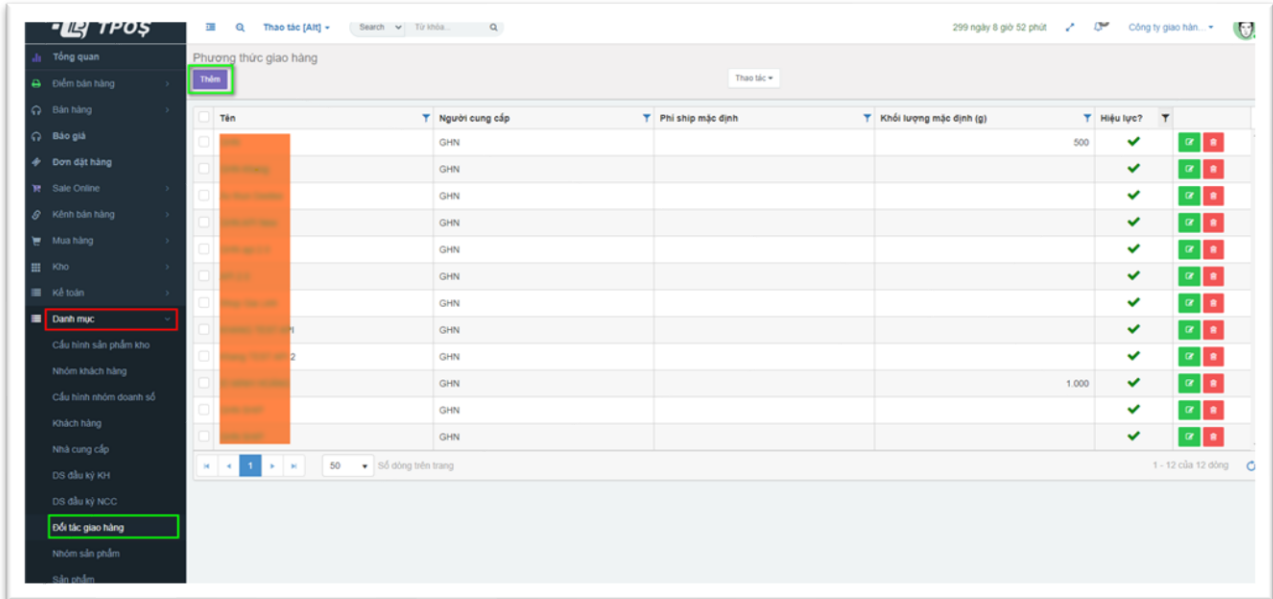 TPOS
Thao tác [Alt]
Search
Từ khóa...
299 ngày 8 giờ 52 phút
Công ty giao hàn...
Tổng quan
Điểm bán hàng
Bán hàng
Báo giá
Đơn đặt hàng
Sale Online
Kênh bán hàng
Mua hàng
Kho
Kế toán
Danh mục
Cấu hình sản phẩm kho
Nhóm khách hàng
Cấu hình nhóm doanh số
Khách hàng
Nhà cung cấp
DS đầu kỳ KH
DS đầu kỳ NCC
Đối tác giao hàng
Nhóm sản phẩm
Sản phẩm
Phương thức giao hàng
Thêm
Thao tác
Tên Người cung cấp Phí ship mặc định Khối lượng mặc định (g) Hiệu lực?
GHN 500
GHN
GHN
GHN
GHN
GHN
GHN
GHN
2 GHN
GHN 1.000
GHN
GHN
1 50 Số dòng trên trang 1 - 12 của 12 dòng